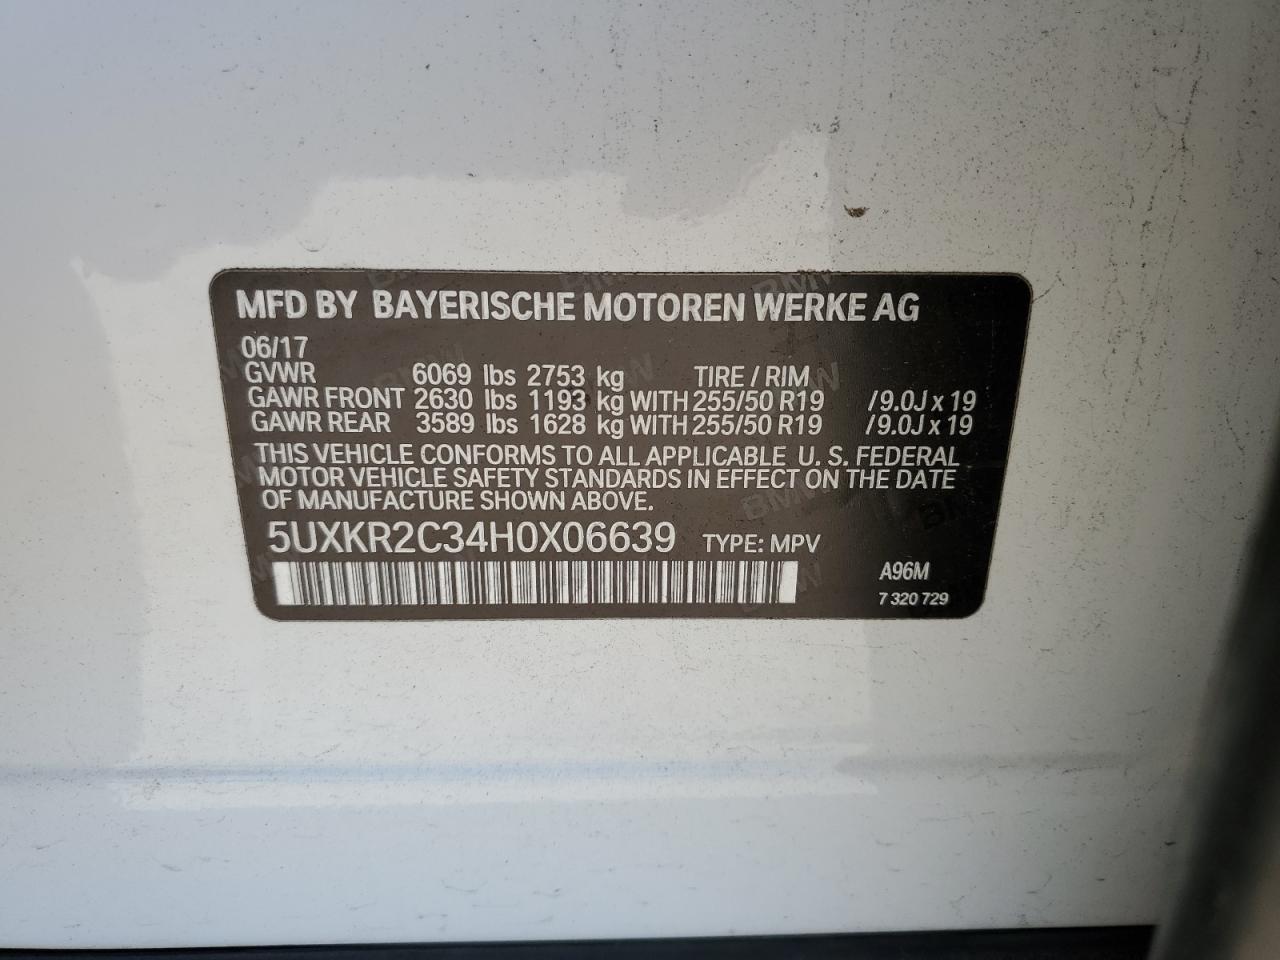 MFD BY BAYERISCHE MOTOREN WERKE AG
06/17
GVWR 6069 lbs 2753 kg TIRE / RIM
GAWR FRONT 2630 lbs 1193 kg WITH 255/50 R19 /9.0J x 19
GAWR REAR 3589 lbs 1628 kg WITH 255/50 R19 /9.0J x 19
THIS VEHICLE CONFORMS TO ALL APPLICABLE U. S. FEDERAL
MOTOR VEHICLE SAFETY STANDARDS IN EFFECT ON THE DATE
OF MANUFACTURE SHOWN ABOVE.
5UXKR2C34H0X06639 TYPE: MPV
A96M
7 320 729